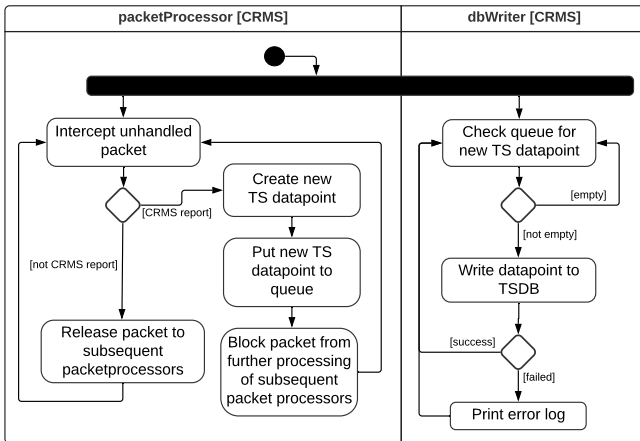 packetProcessor [CRMS]
dbWriter [CRMS]
Intercept unhandled
packet
[CRMS report]
[not CRMS report]
Create new
TS datapoint
Put new TS
datapoint to
queue
Release packet to
subsequent
packetprocessors
Block packet from
further processing
of subsequent
packet processors
Check queue for
new TS datapoint
[empty]
[not empty]
Write datapoint to
TSDB
[success]
[failed]
Print error log